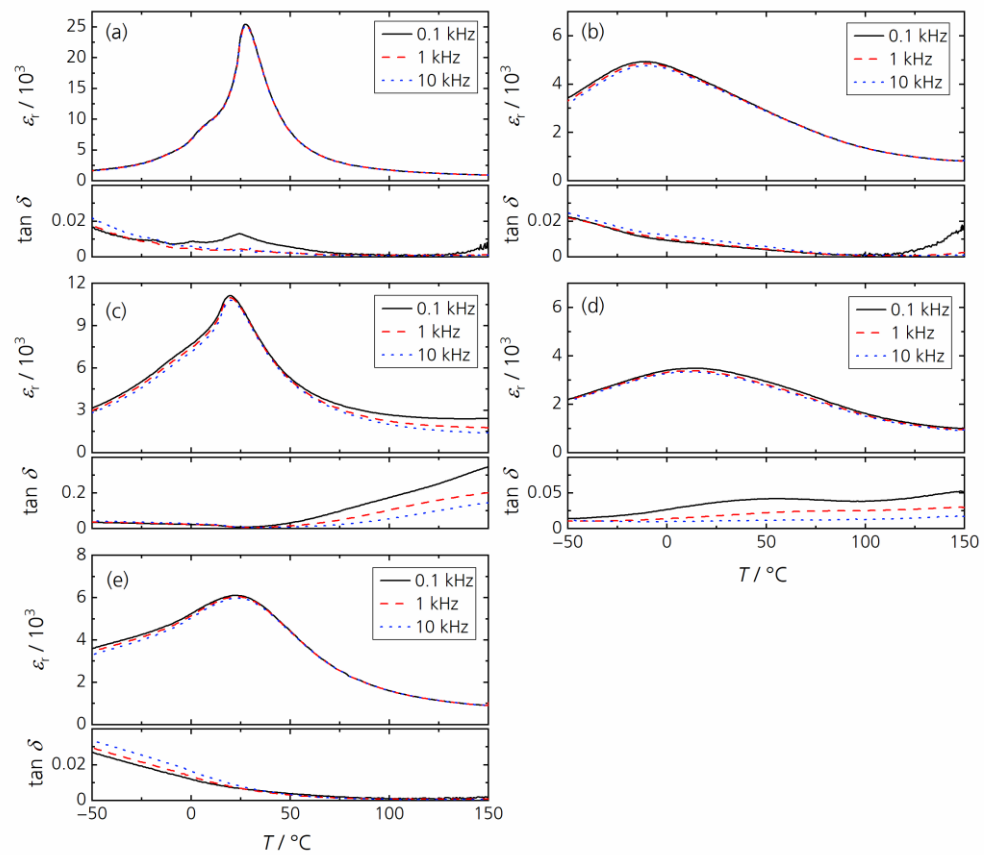 (a)
0.1 kHz
1 kHz
10 kHz
εr / 10³
25
20
15
10
5
0
tan δ
0.02
0
(b)
0.1 kHz
1 kHz
10 kHz
εr / 10³
6
4
2
0
tan δ
0.02
0
(c)
0.1 kHz
1 kHz
10 kHz
εr / 10³
12
9
6
3
0
tan δ
0.2
0
(d)
0.1 kHz
1 kHz
10 kHz
εr / 10³
6
4
2
0
tan δ
0.05
0
−50 0 50 100 150
T / °C
(e)
0.1 kHz
1 kHz
10 kHz
εr / 10³
6
4
2
0
tan δ
0.02
0
−50 0 50 100 150
T / °C